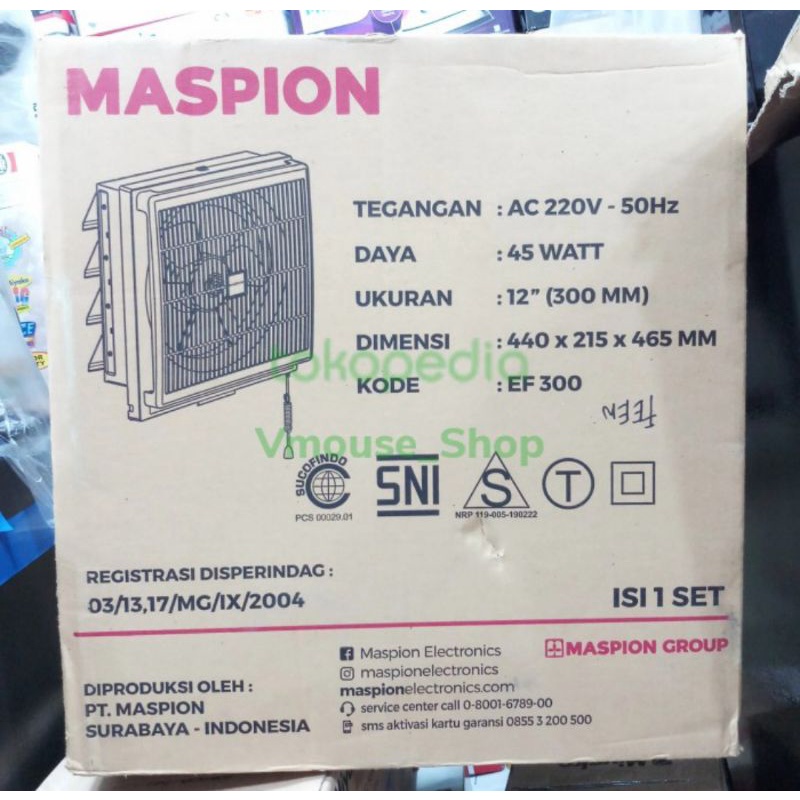 MASPION
TEGANGAN : AC 220V - 50Hz
DAYA : 45 WATT
UKURAN : 12” (300 MM)
DIMENSI : 440 x 215 x 465 MM
tokopedia
KODE : EF 300
Vmouse_Shop
SUCOFINDO
PCS 00029.01
SNI
S
NRP 119-005-190222
T
REGISTRASI DISPERINDAG :
03/13,17/MG/IX/2004
ISI 1 SET
MASPION GROUP
Maspion Electronics
maspionelectronics
maspionelectronics.com
service center call 0-8001-6789-00
sms aktivasi kartu garansi 0855 3 200 500
DIPRODUKSI OLEH :
PT. MASPION
SURABAYA - INDONESIA